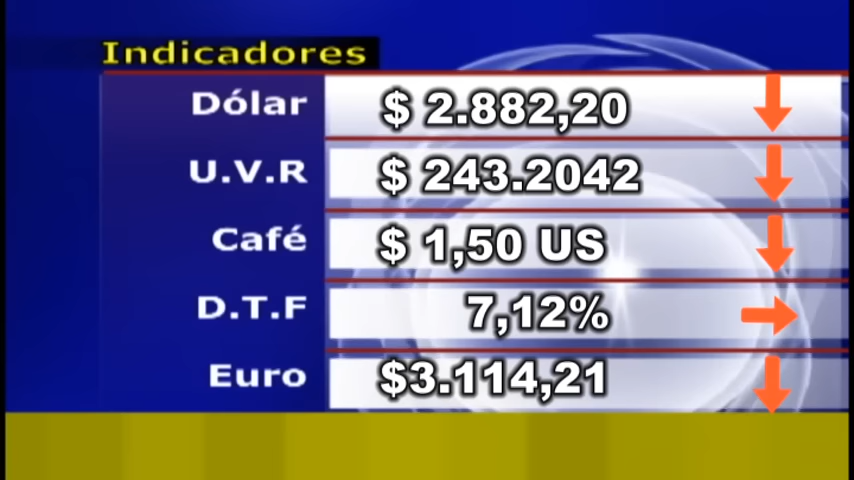 Indicadores
Dólar $ 2.882,20
U.V.R $ 243.2042
Café $ 1,50 US
D.T.F 7,12%
Euro $3.114,21